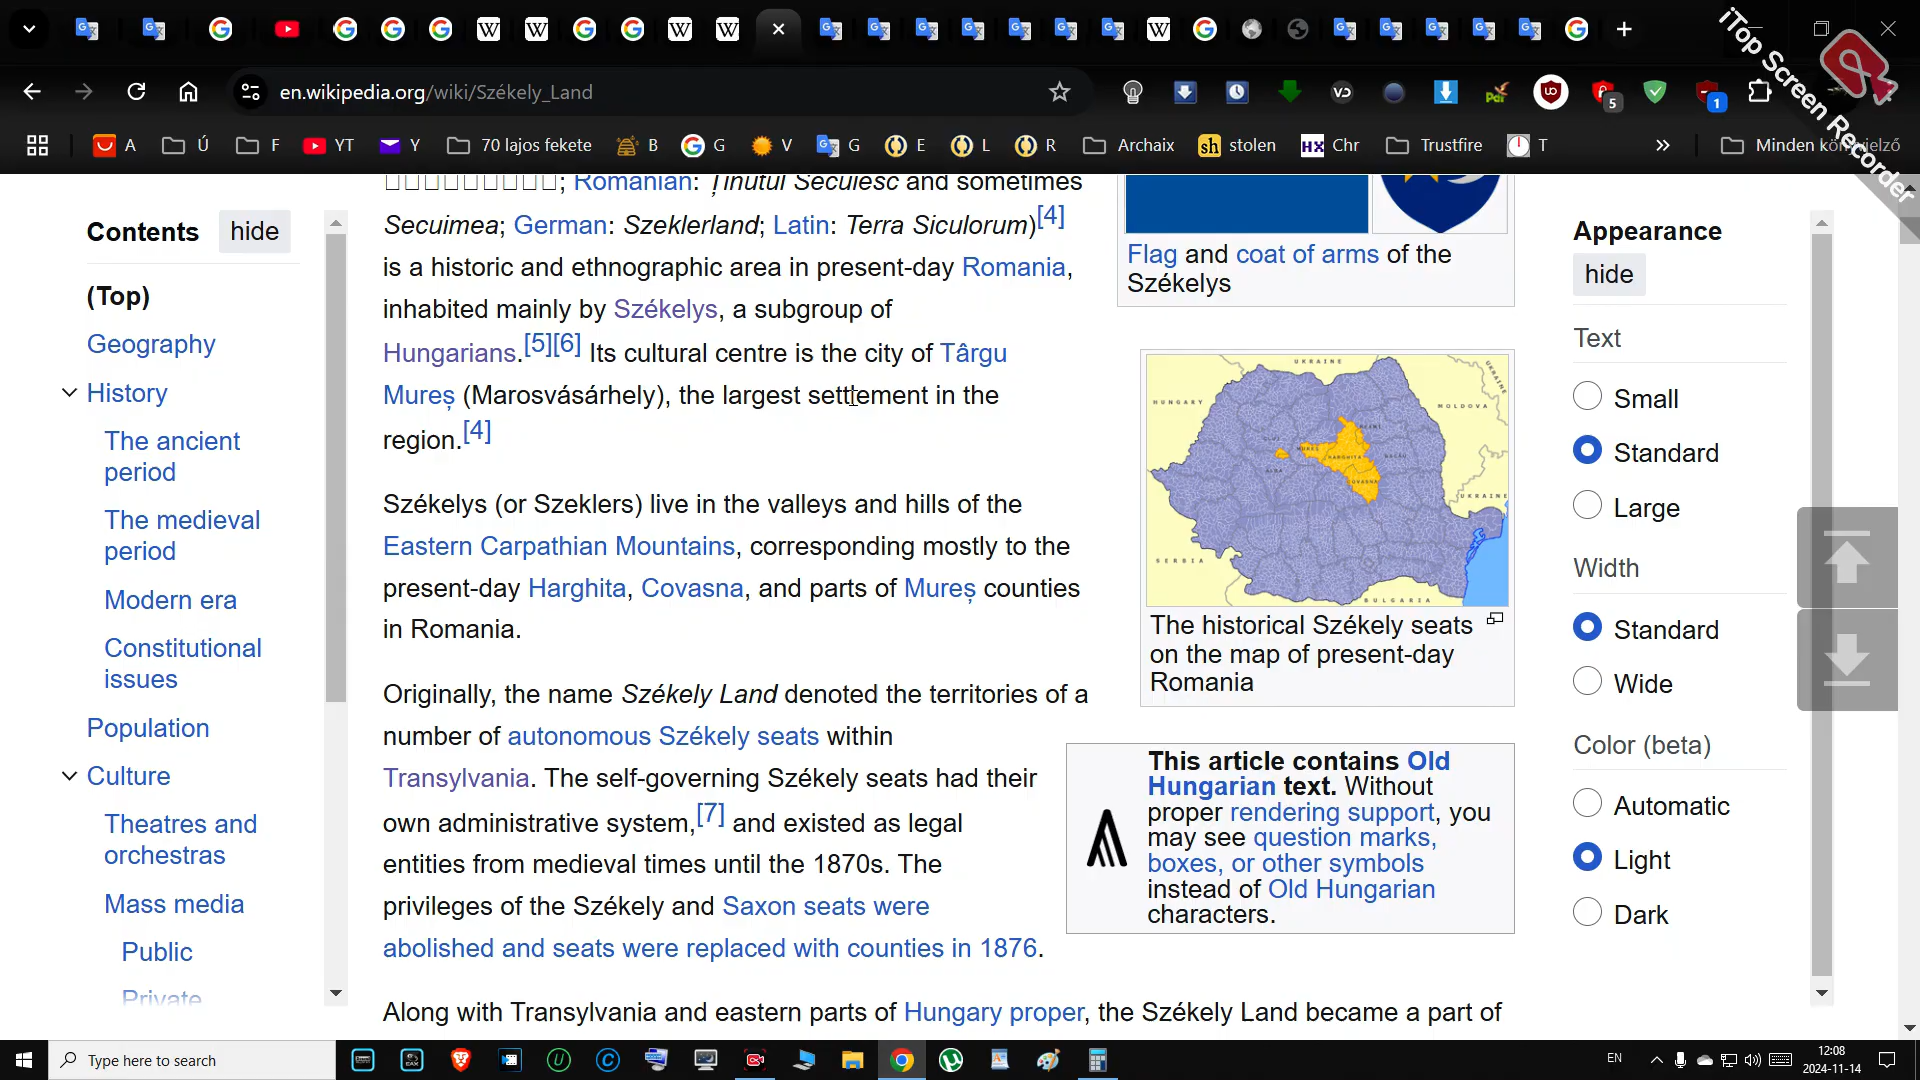 en.wikipedia.org/wiki/Székely_Land
5
1
A
Ú
F
YT
Y
70 lajos fekete
B
G
V
G
E
L
R
Archaix
stolen
Chr
Trustfire
T
Minden könyvjelző
iTop Screen Recorder
Contents
hide
(Top)
Geography
History
The ancient
period
The medieval
period
Modern era
Constitutional
issues
Population
Culture
Theatres and
orchestras
Mass media
Public
Private
; Romanian: Ținutul Secuiesc and sometimes
Secuimea; German: Szeklerland; Latin: Terra Siculorum)[4]
is a historic and ethnographic area in present-day Romania,
inhabited mainly by Székelys, a subgroup of
Hungarians.[5][6] Its cultural centre is the city of Târgu
Mureș (Marosvásárhely), the largest settlement in the
region.[4]
Székelys (or Szeklers) live in the valleys and hills of the
Eastern Carpathian Mountains, corresponding mostly to the
present-day Harghita, Covasna, and parts of Mureș counties
in Romania.
Originally, the name Székely Land denoted the territories of a
number of autonomous Székely seats within
Transylvania. The self-governing Székely seats had their
own administrative system,[7] and existed as legal
entities from medieval times until the 1870s. The
privileges of the Székely and Saxon seats were
abolished and seats were replaced with counties in 1876.
Along with Transylvania and eastern parts of Hungary proper, the Székely Land became a part of
Flag and coat of arms of the
Székelys
UKRAINE
HUNGARY
MOLDOVA
UKRAINE
SERBIA
BULGARIA
The historical Székely seats
on the map of present-day
Romania
This article contains Old
Hungarian text. Without
proper rendering support, you
may see question marks,
boxes, or other symbols
instead of Old Hungarian
characters.
Appearance
hide
Text
Small
Standard
Large
Width
Standard
Wide
Color (beta)
Automatic
Light
Dark
Type here to search
EN
12:08
2024-11-14